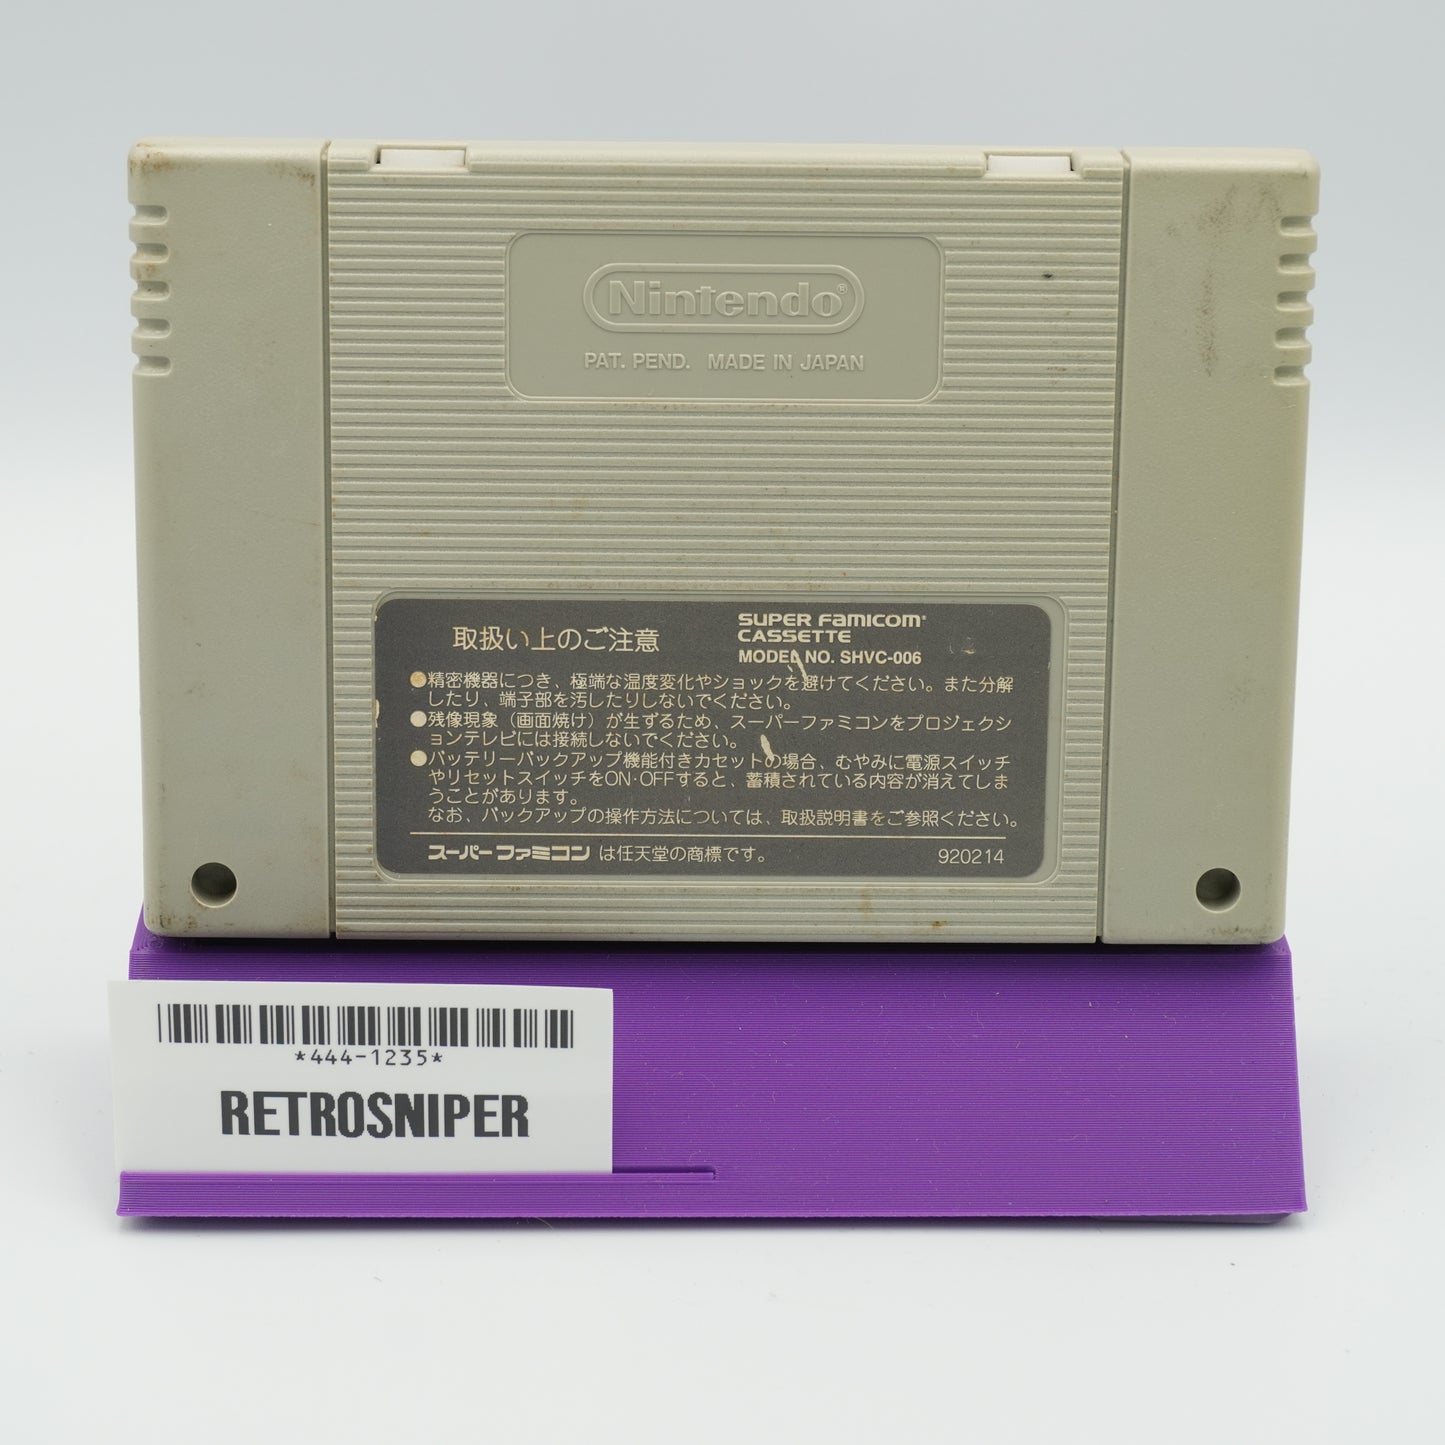 Nintendo®
PAT. PEND. MADE IN JAPAN
取扱い上のご注意
SUPER FAMICOM®
CASSETTE
MODEL NO. SHVC-006
●精密機器につき、極端な温度変化やショックを避けてください。また分解
したり、端子部を汚したりしないでください。
●残像現象(画面焼け)が生ずるため、スーパーファミコンをプロジェクシ
ョンテレビには接続しないでください。
●バッテリーバックアップ機能付きカセットの場合、むやみに電源スイッチ
やリセットスイッチをON・OFFすると、蓄積されている内容が消えてしま
うことがあります。
なお、バックアップの操作方法については、取扱説明書をご参照ください。
スーパーファミコン は任天堂の商標です。
920214
*444-1235*
RETROSNIPER